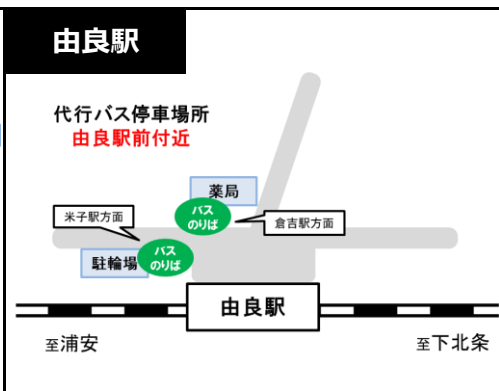 由良駅
代行バス停車場所
由良駅前付近
薬局
米子駅方面
バス
のりば
倉吉駅方面
駐輪場
バス
のりば
由良駅
至浦安
至下北条